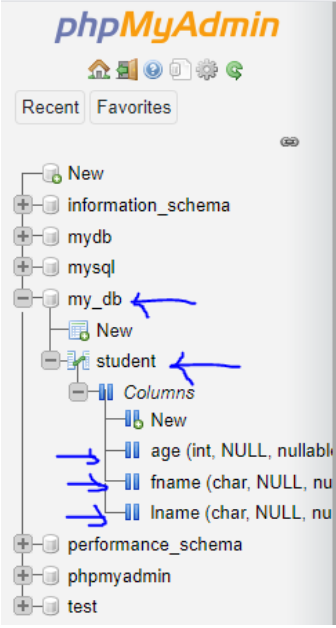 phpMyAdmin
Recent Favorites
New
information_schema
mydb
mysql
my_db
New
student
Columns
New
age (int, NULL, nullabl
fname (char, NULL, nu
lname (char, NULL, nu
performance_schema
phpmyadmin
test